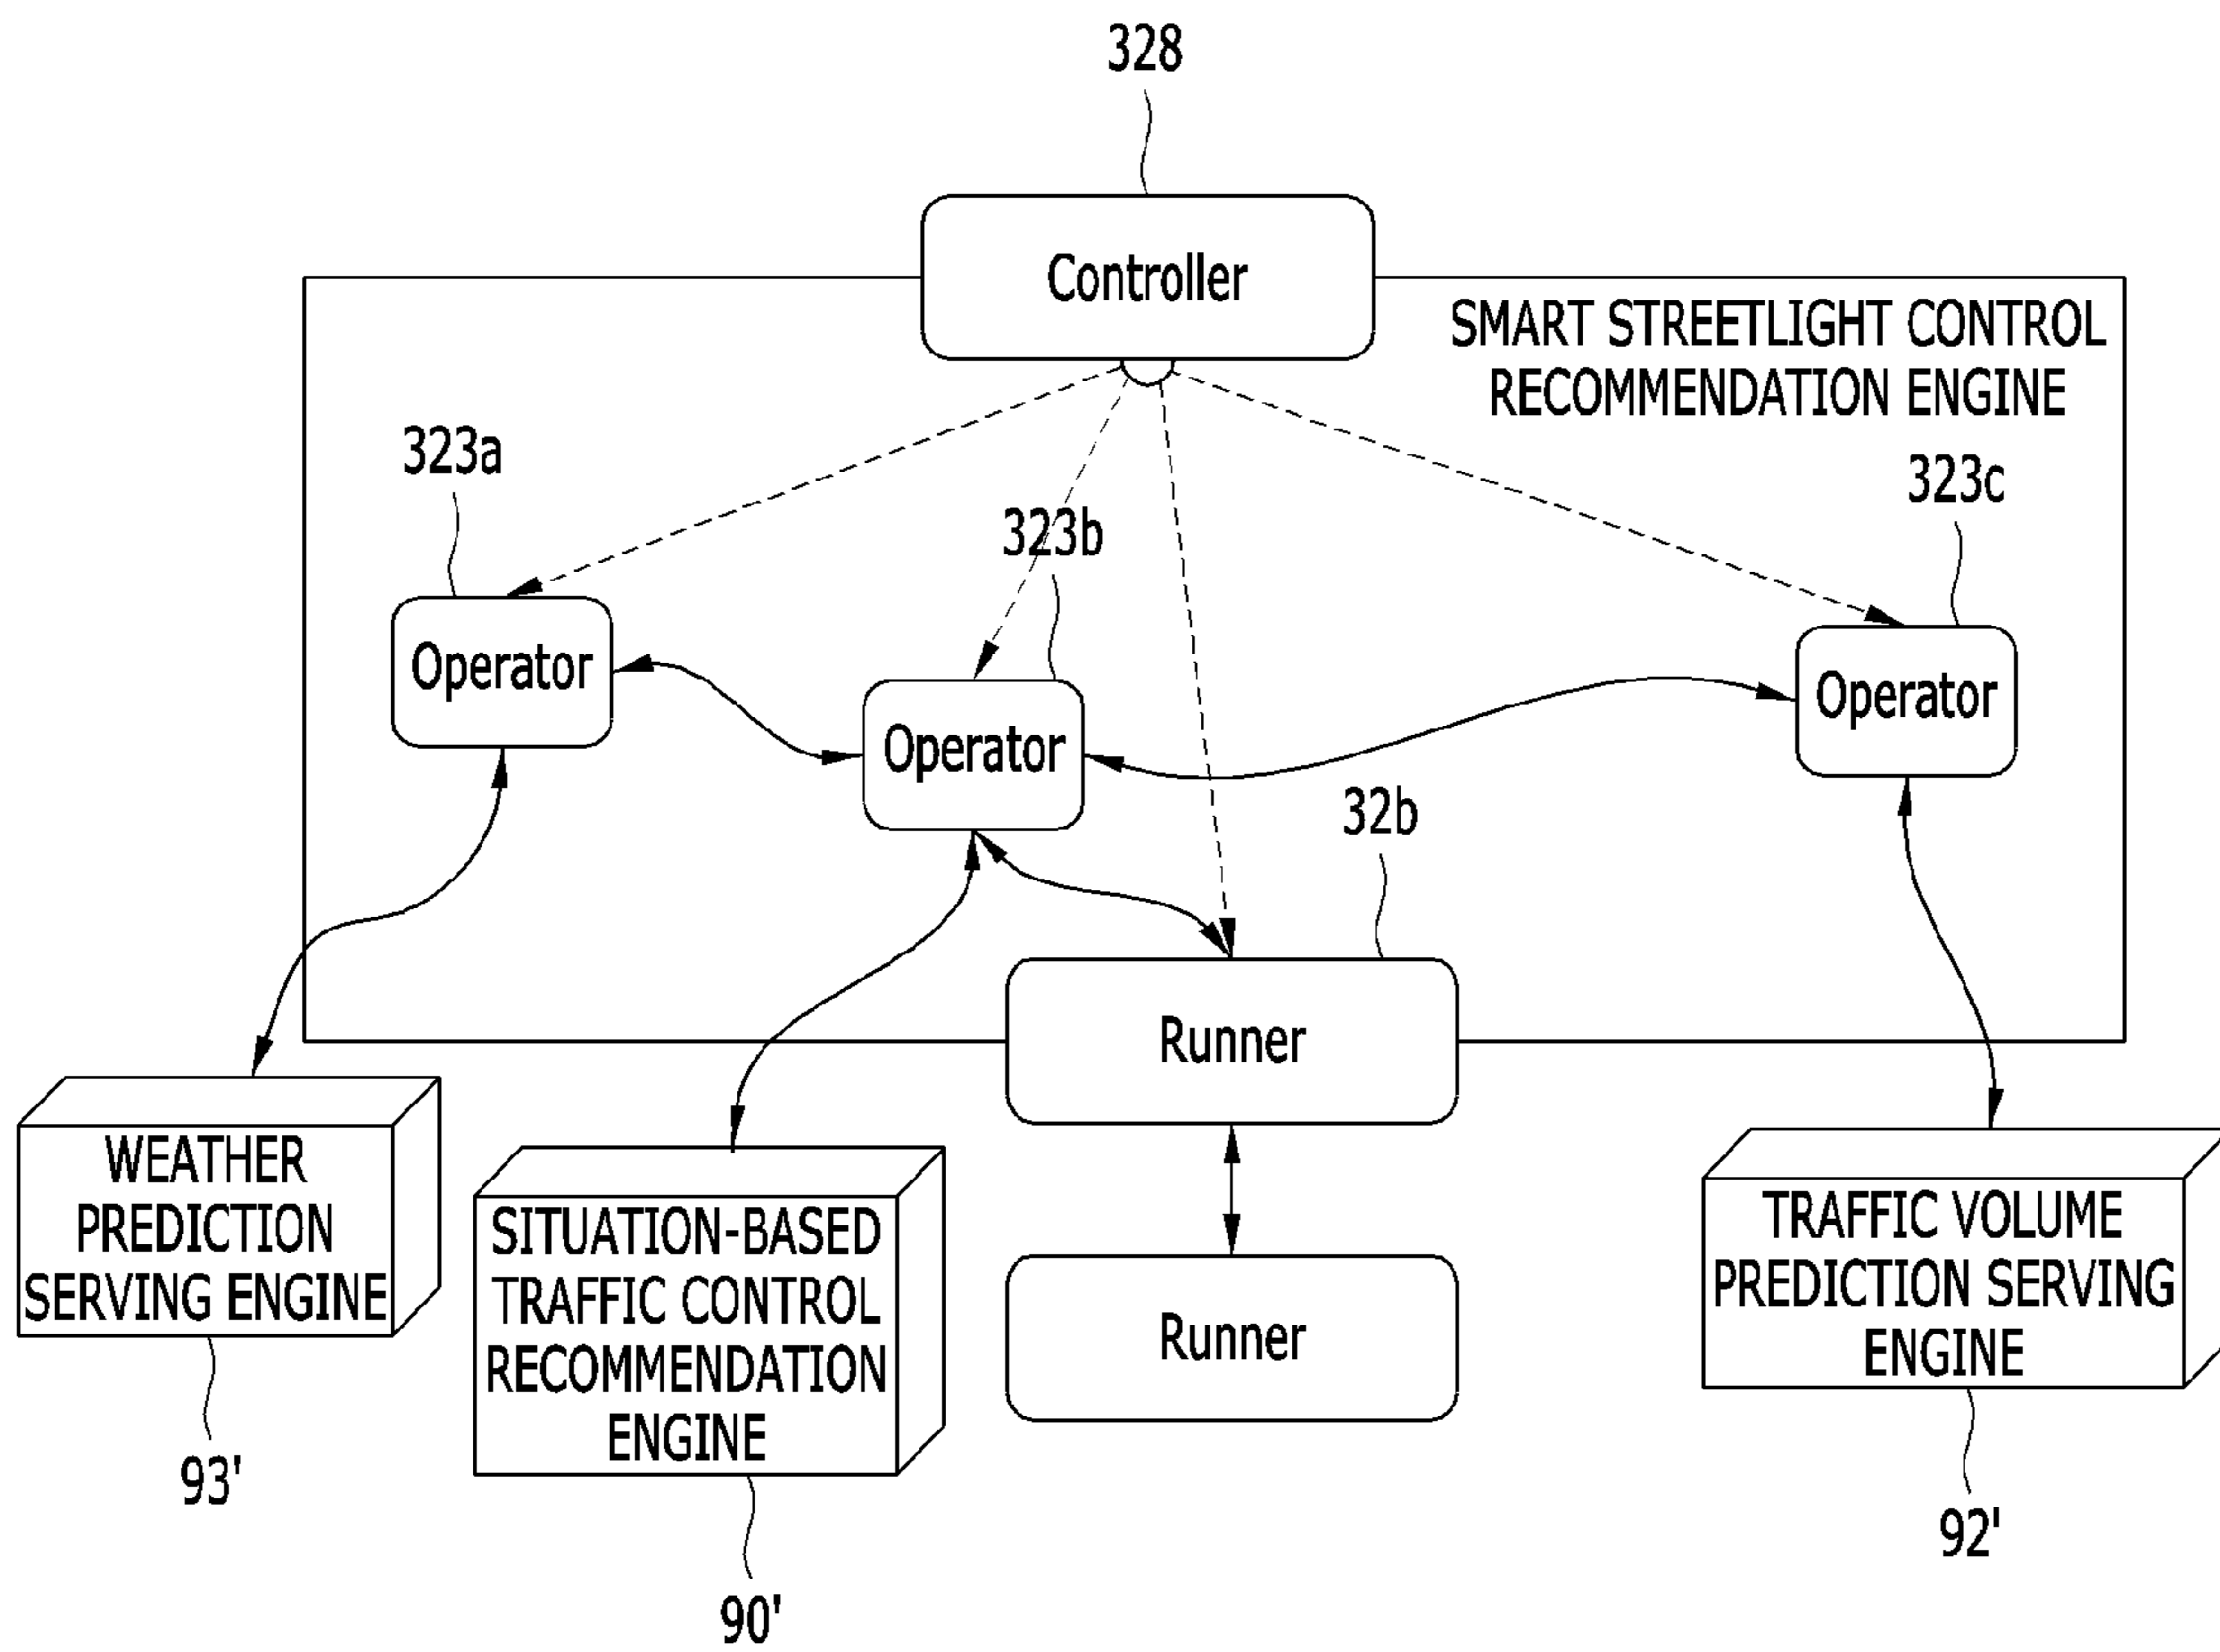 328
Controller
SMART STREETLIGHT CONTROL
RECOMMENDATION ENGINE
323a
323c
323b
Operator
Operator
Operator
32b
Runner
WEATHER
PREDICTION
SERVING ENGINE
SITUATION-BASED
TRAFFIC CONTROL
RECOMMENDATION
ENGINE
TRAFFIC VOLUME
PREDICTION SERVING
ENGINE
Runner
93'
92'
90'